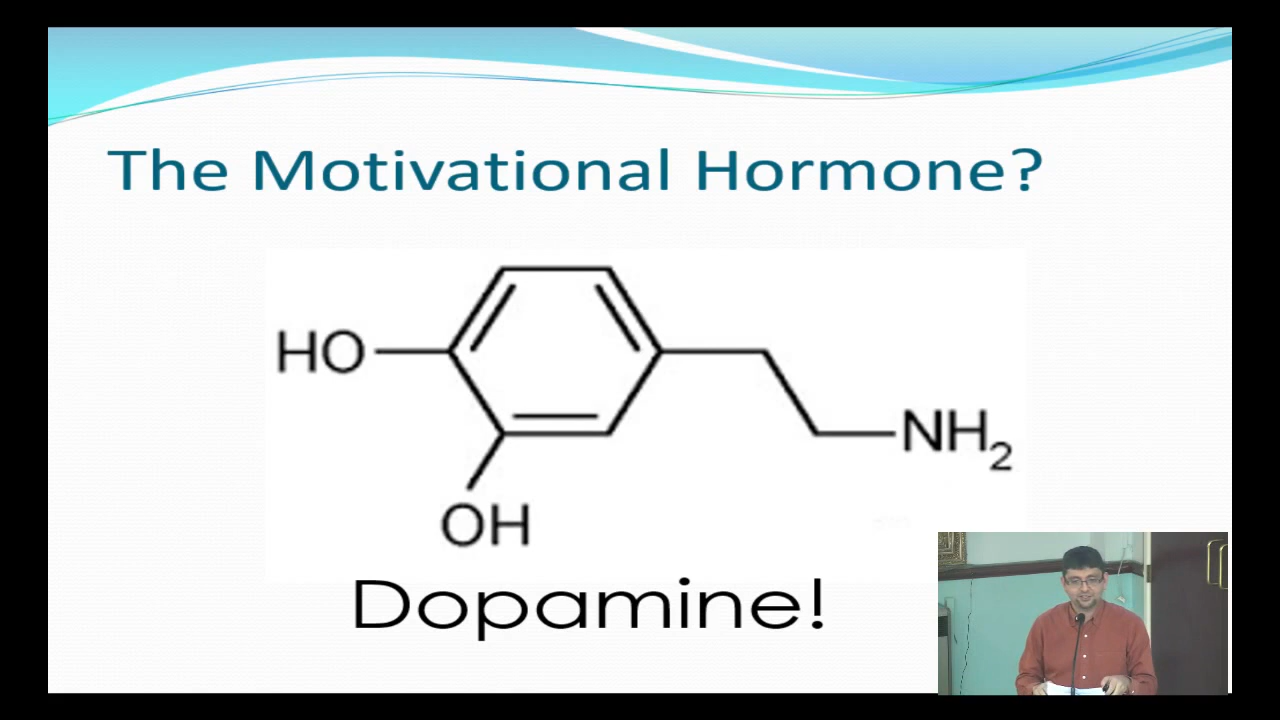 The Motivational Hormone?
HO
NH₂
OH
Dopamine!